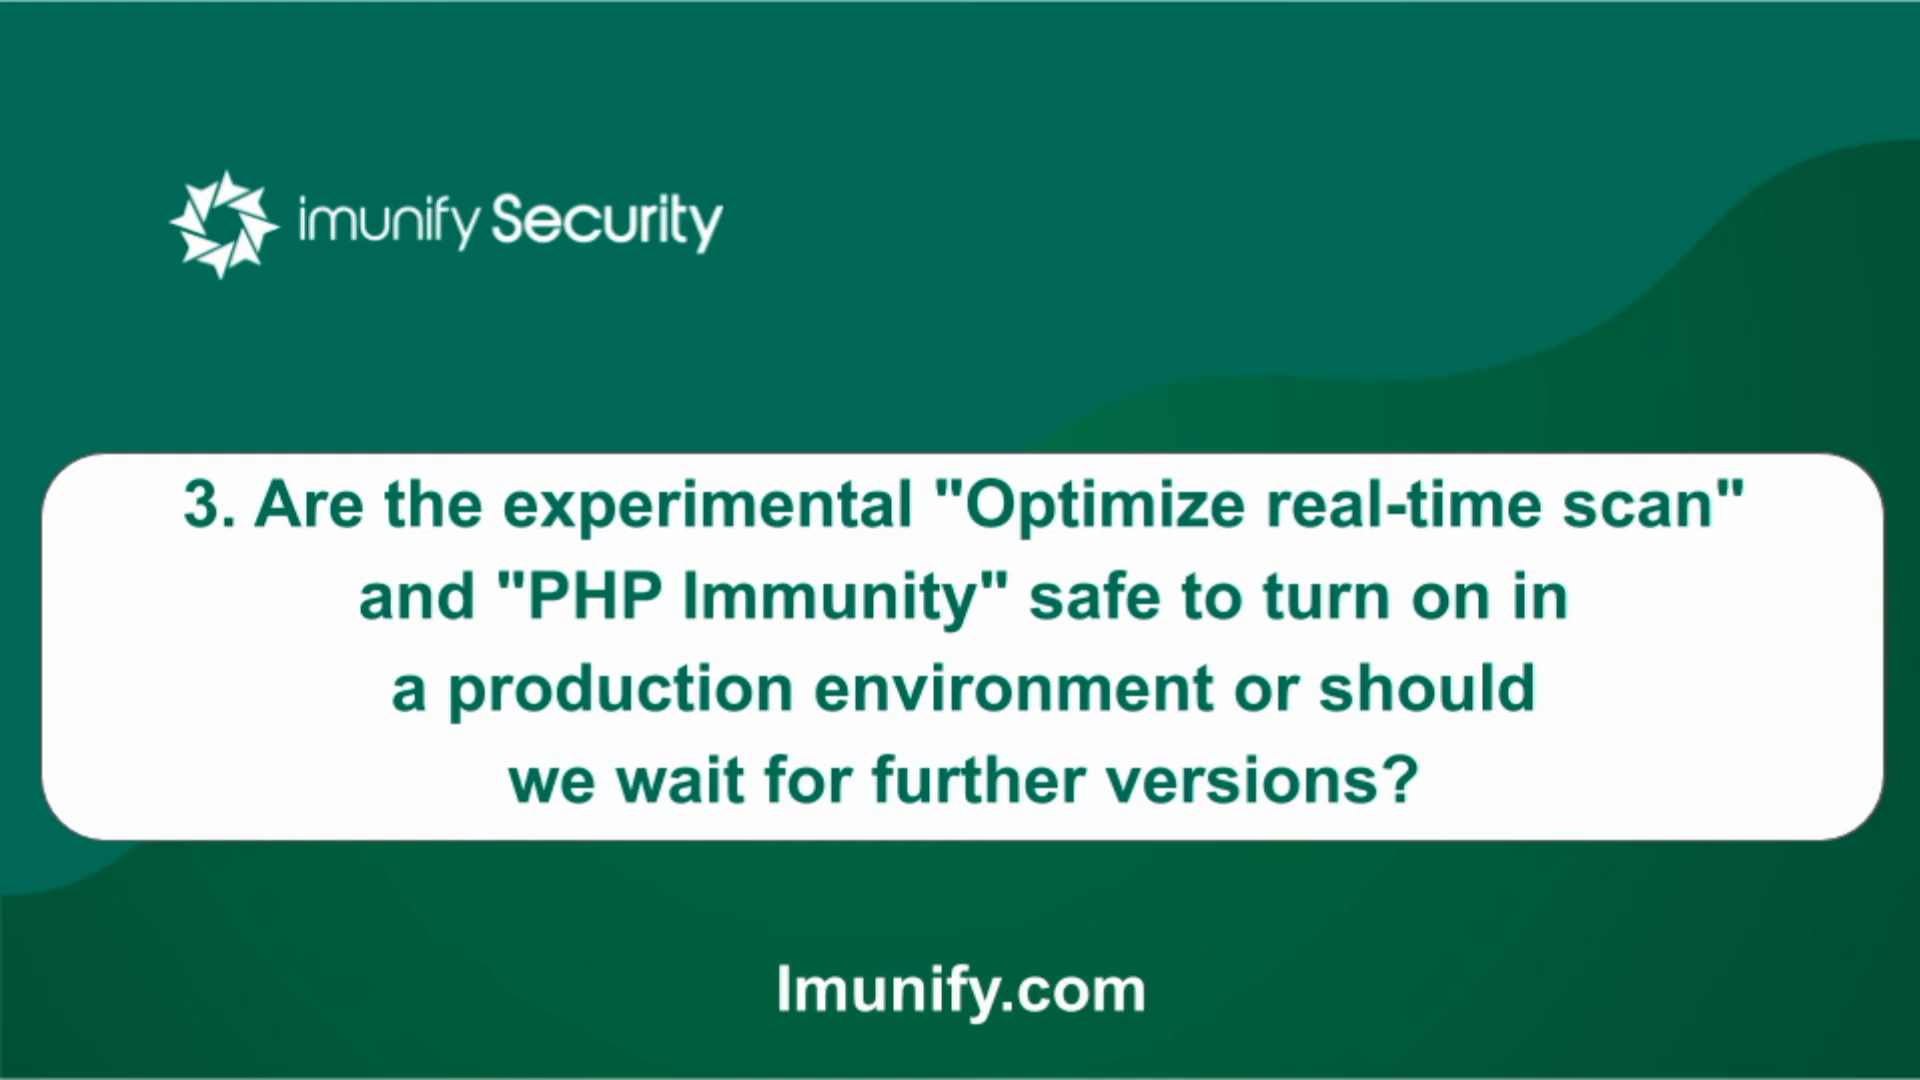 imunify Security
3. Are the experimental "Optimize real-time scan"
and "PHP Immunity" safe to turn on in
a production environment or should
we wait for further versions?
Imunify.com